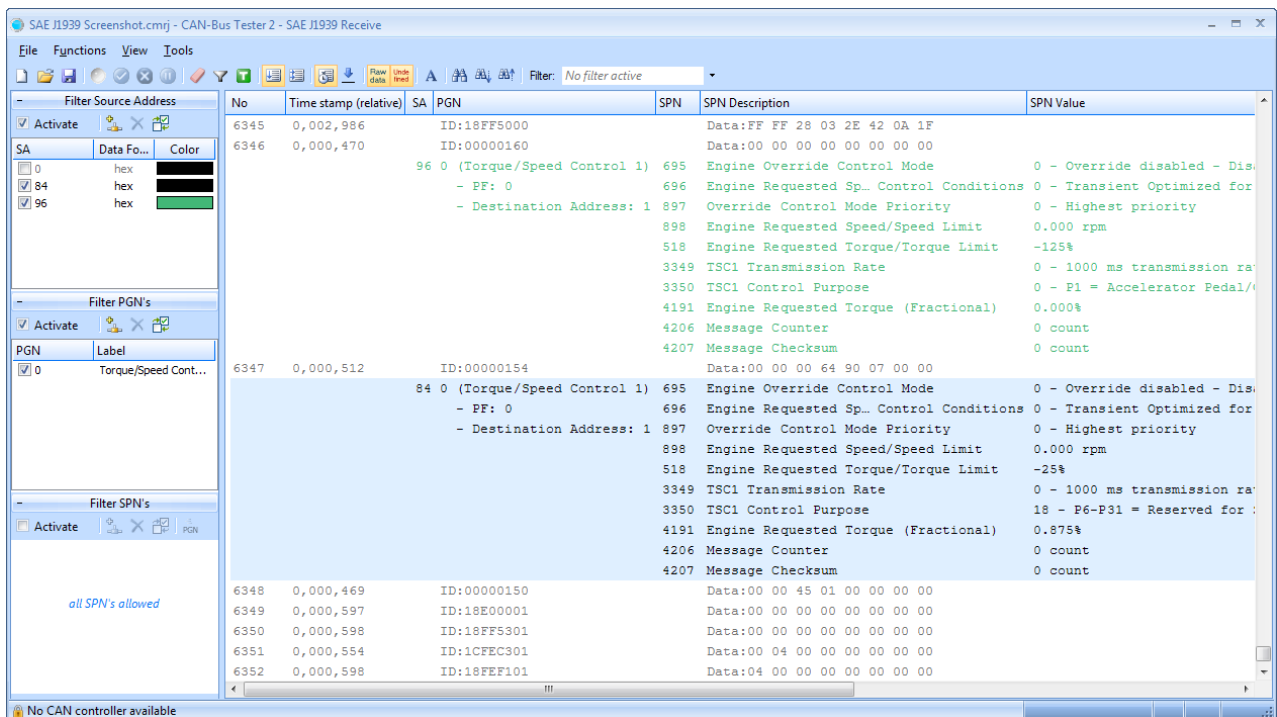 SAE J1939 Screenshot.cmrj - CAN-Bus Tester 2 - SAE J1939 Receive
File Functions View Tools
Raw data Unde fined A Filter: No filter active
Filter Source Address
Activate
SA Data Fo... Color
0 hex
84 hex
96 hex
Filter PGN's
Activate
PGN Label
0 Torque/Speed Cont...
Filter SPN's
Activate PGN
all SPN's allowed
No Time stamp (relative) SA PGN SPN SPN Description SPN Value
6345 0,002,986 ID:18FF5000 Data:FF FF 28 03 2E 42 0A 1F
6346 0,000,470 ID:00000160 Data:00 00 00 00 00 00 00 00
96 0 (Torque/Speed Control 1) 695 Engine Override Control Mode 0 - Override disabled - Dis
- PF: 0 696 Engine Requested Sp… Control Conditions 0 - Transient Optimized for
- Destination Address: 1 897 Override Control Mode Priority 0 - Highest priority
898 Engine Requested Speed/Speed Limit 0.000 rpm
518 Engine Requested Torque/Torque Limit -125%
3349 TSC1 Transmission Rate 0 - 1000 ms transmission ra
3350 TSC1 Control Purpose 0 - P1 = Accelerator Pedal/
4191 Engine Requested Torque (Fractional) 0.000%
4206 Message Counter 0 count
4207 Message Checksum 0 count
6347 0,000,512 ID:00000154 Data:00 00 00 64 90 07 00 00
84 0 (Torque/Speed Control 1) 695 Engine Override Control Mode 0 - Override disabled - Dis
- PF: 0 696 Engine Requested Sp… Control Conditions 0 - Transient Optimized for
- Destination Address: 1 897 Override Control Mode Priority 0 - Highest priority
898 Engine Requested Speed/Speed Limit 0.000 rpm
518 Engine Requested Torque/Torque Limit -25%
3349 TSC1 Transmission Rate 0 - 1000 ms transmission ra
3350 TSC1 Control Purpose 18 - P6-P31 = Reserved for
4191 Engine Requested Torque (Fractional) 0.875%
4206 Message Counter 0 count
4207 Message Checksum 0 count
6348 0,000,469 ID:00000150 Data:00 00 45 01 00 00 00 00
6349 0,000,597 ID:18E00001 Data:00 00 00 00 00 00 00 00
6350 0,000,598 ID:18FF5301 Data:00 00 00 00 00 00 00 00
6351 0,000,554 ID:1CFEC301 Data:00 04 00 00 00 00 00 00
6352 0,000,598 ID:18FEF101 Data:04 00 00 00 00 00 00 00
No CAN controller available